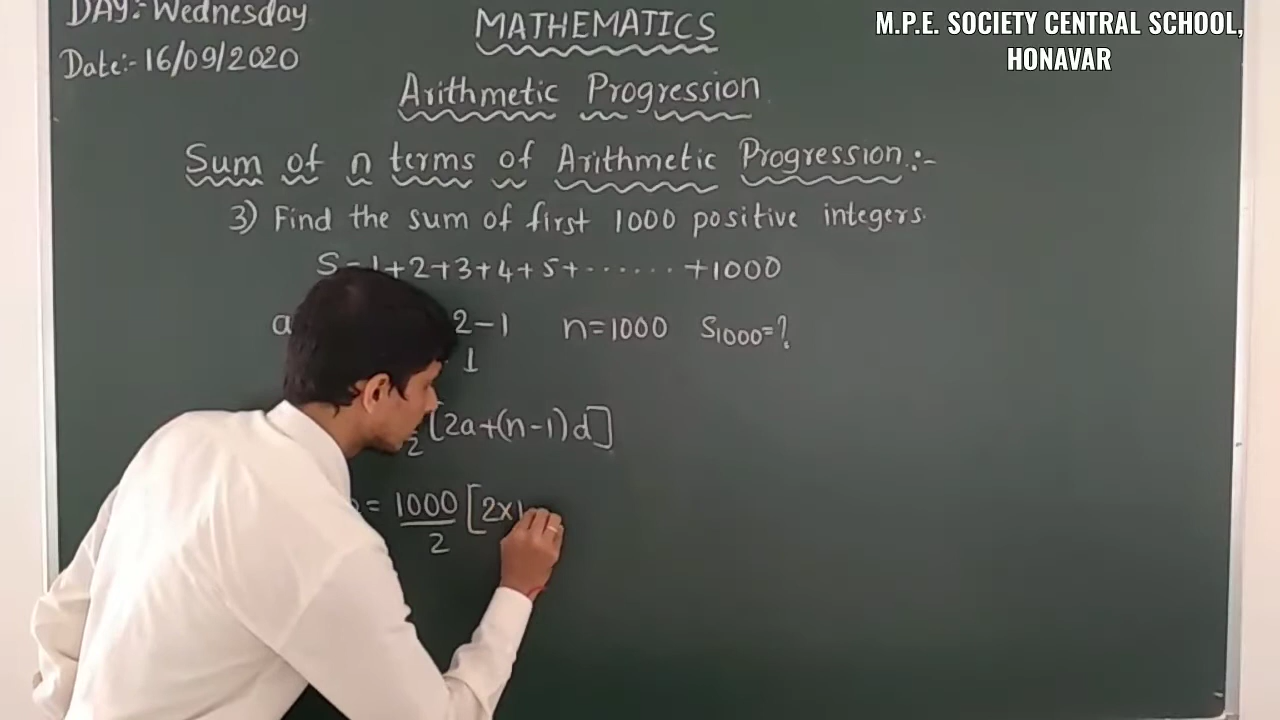 DAY:- Wednesday
Date:- 16/09/2020
MATHEMATICS
M.P.E. SOCIETY CENTRAL SCHOOL,
HONAVAR
Arithmetic Progression
Sum of n terms of Arithmetic Progression:-
3) Find the sum of first 1000 positive integers.
S=1+2+3+4+5+.......+1000
a 2-1 n=1000 S1000=?
1
2 [2a+(n-1)d]
= 1000/2 [2x1